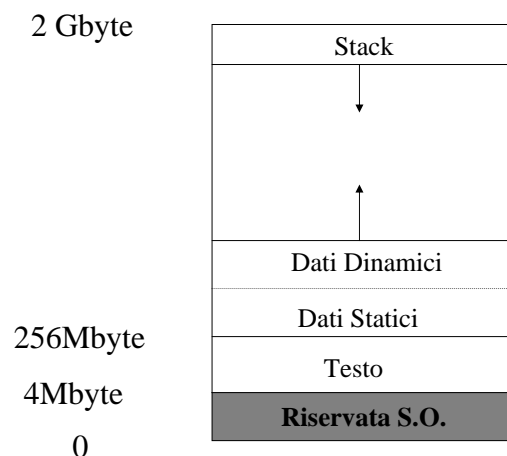 2 Gbyte
Stack
Dati Dinamici
Dati Statici
256Mbyte
Testo
4Mbyte
Riservata S.O.
0